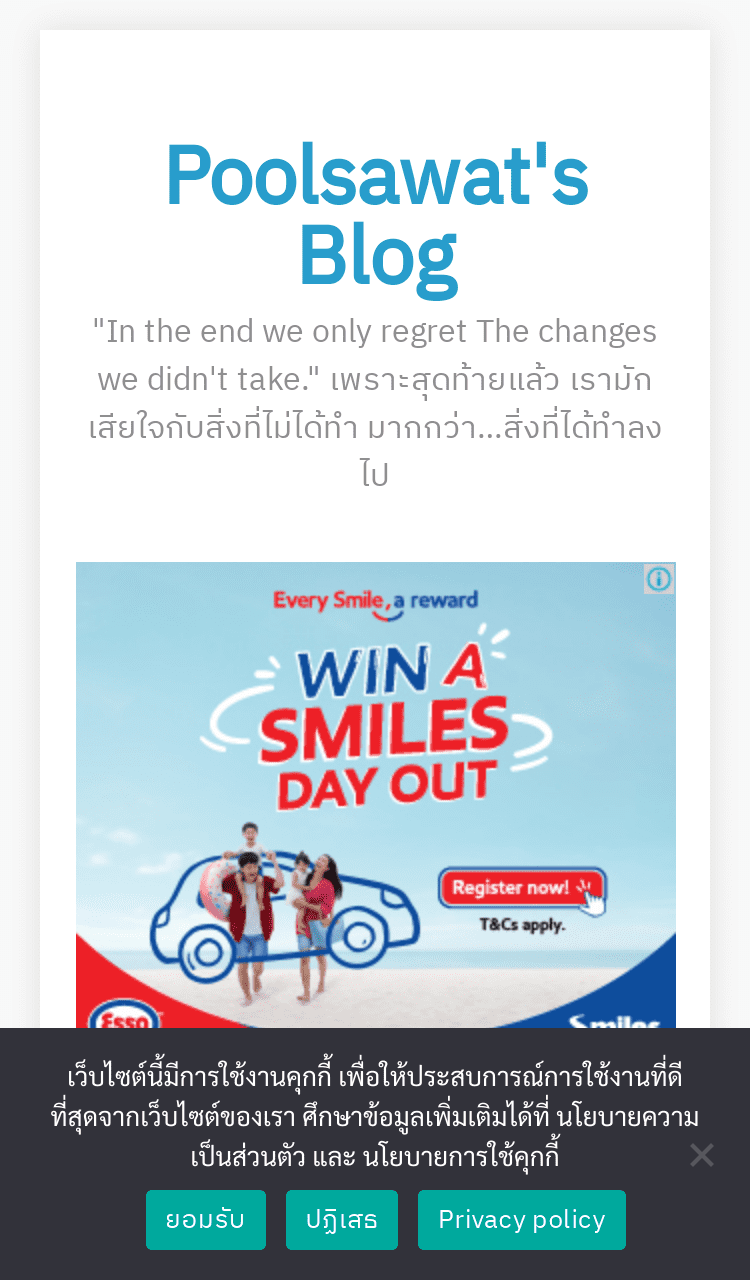 Poolsawat's
Blog
"In the end we only regret The changes
we didn't take." เพราะสุดท้ายแล้ว เรามัก
เสียใจกับสิ่งที่ไม่ได้ทำ มากกว่า...สิ่งที่ได้ทำลง
ไป
Every Smile, a reward
WIN A
SMILES
DAY OUT
Register now!
T&Cs apply.
Esso
Smiles
เว็บไซต์นี้มีการใช้งานคุกกี้ เพื่อให้ประสบการณ์การใช้งานที่ดี
ที่สุดจากเว็บไซต์ของเรา ศึกษาข้อมูลเพิ่มเติมได้ที่ นโยบายความ
เป็นส่วนตัว และ นโยบายการใช้คุกกี้
ยอมรับ ปฏิเสธ Privacy policy